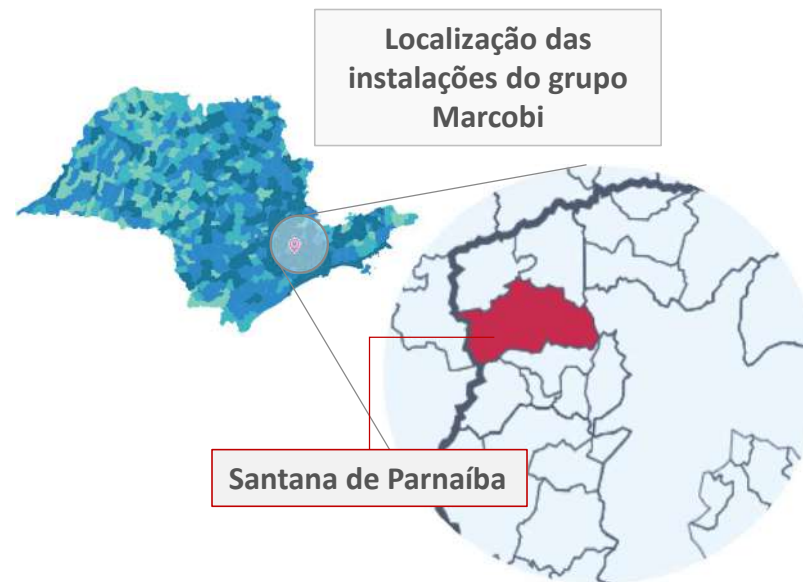 Localização das
instalações do grupo
Marcobi
Santana de Parnaíba